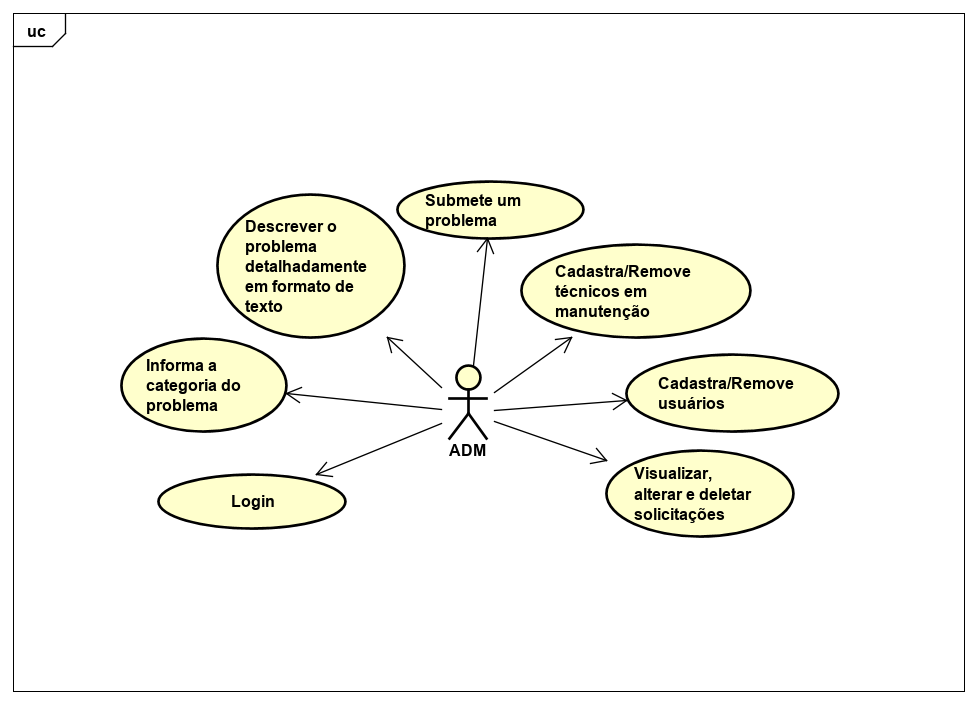 uc
Submete um
problema
Descrever o
problema
detalhadamente
em formato de
texto
Cadastra/Remove
técnicos em
manutenção
Informa a
categoria do
problema
Cadastra/Remove
usuários
ADM
Visualizar,
alterar e deletar
solicitações
Login